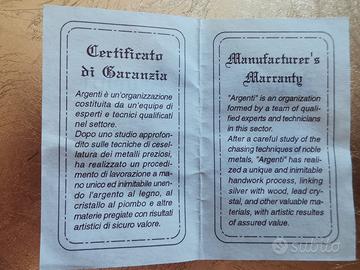 Certificato
di Garanzia
Argenti è un'organizzazione
costituita da un'equipe di
esperti e tecnici qualificati
nel settore.
Dopo uno studio approfon-
dito sulle tecniche di cesel-
latura dei metalli preziosi,
ha realizzato un procedi-
mento di lavorazione a ma-
no unico ed inimitabile unen-
do l'argento al legno, al
cristallo al piombo e altre
materie pregiate con risultati
artistici di sicuro valore.
Manufacturer's
Warranty
"Argenti" is an organization
formed by a team of quali-
fied experts and technicians
in this sector.
After a careful study of the
chasing techniques of noble
metals, "Argenti" has reali-
zed a unique and inimitable
handwork process, linking
silver with wood, lead cry-
stal, and other valuable ma-
terials, with artistic resultes
of assured value.
subito